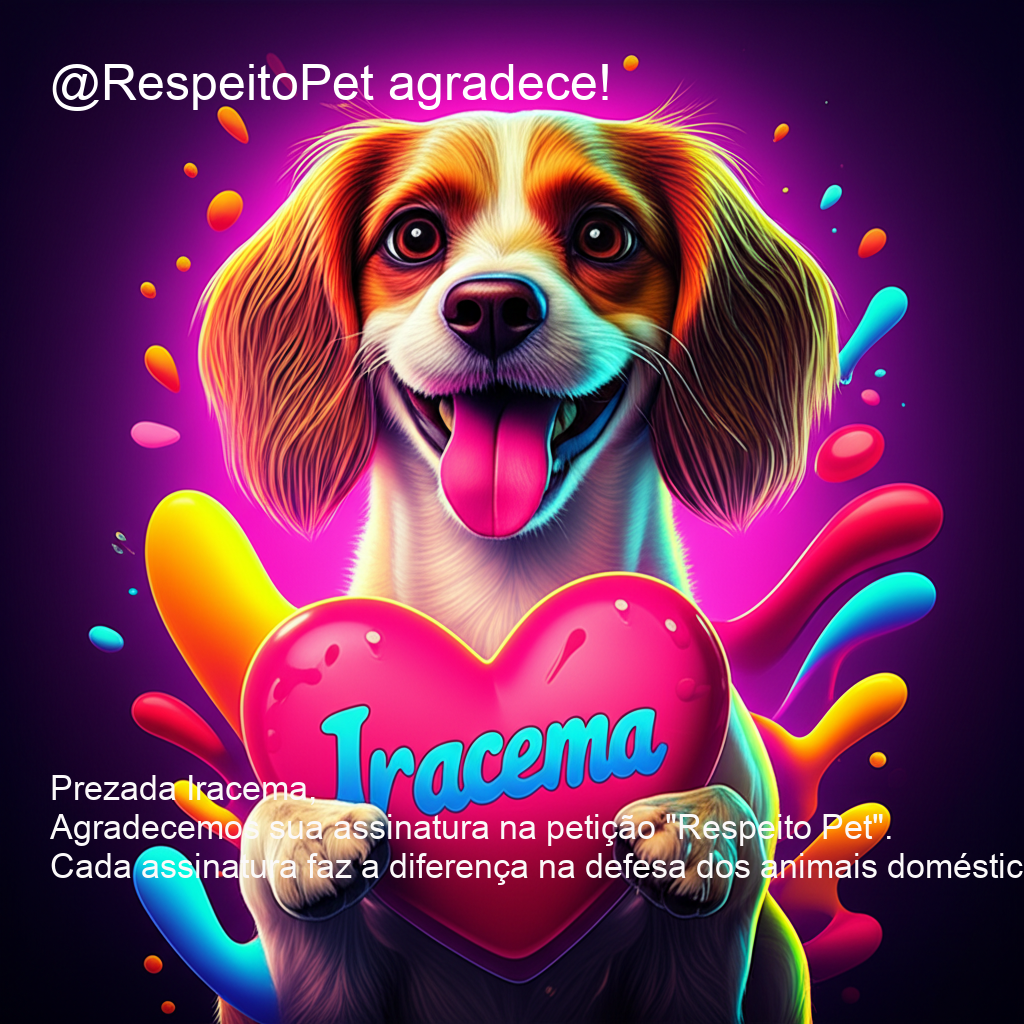 @RespeitoPet agradece!
Iracema
Prezada Iracema,
Agradecemos sua assinatura na petição "Respeito Pet".
Cada assinatura faz a diferença na defesa dos animais doméstic